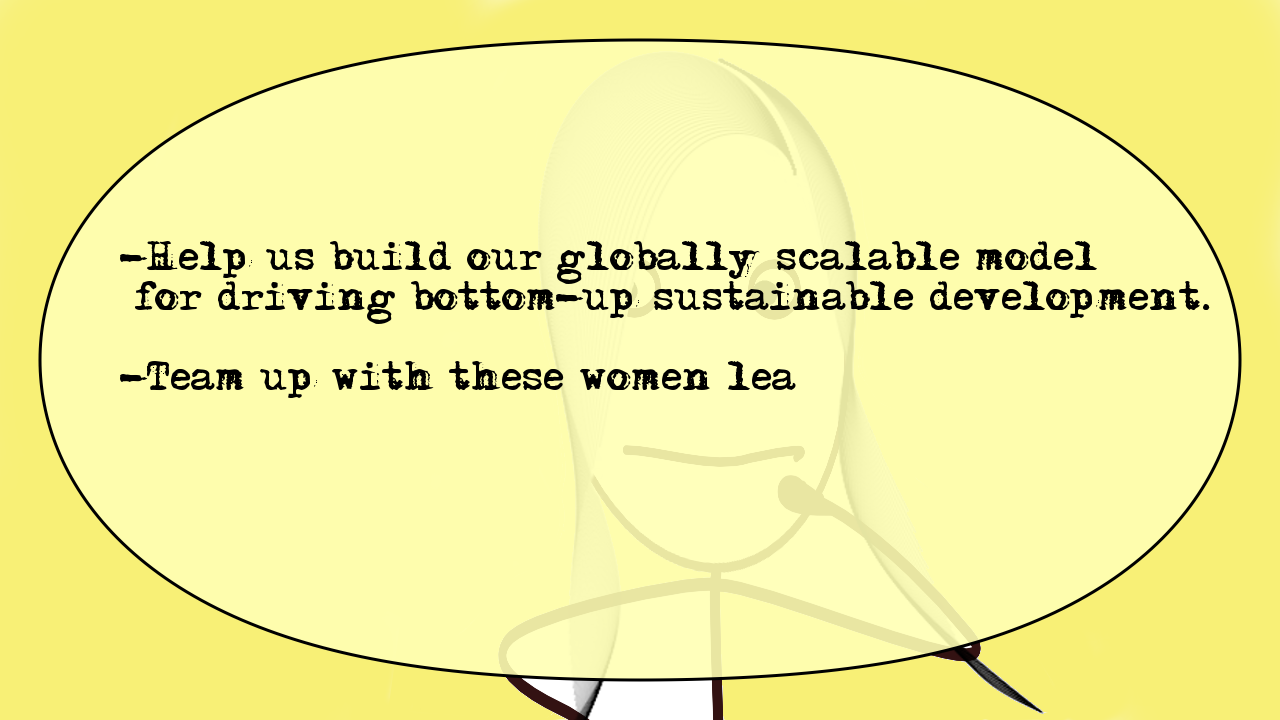 -Help us build our globally scalable model
for driving bottom-up sustainable development.
-Team up with these women lea